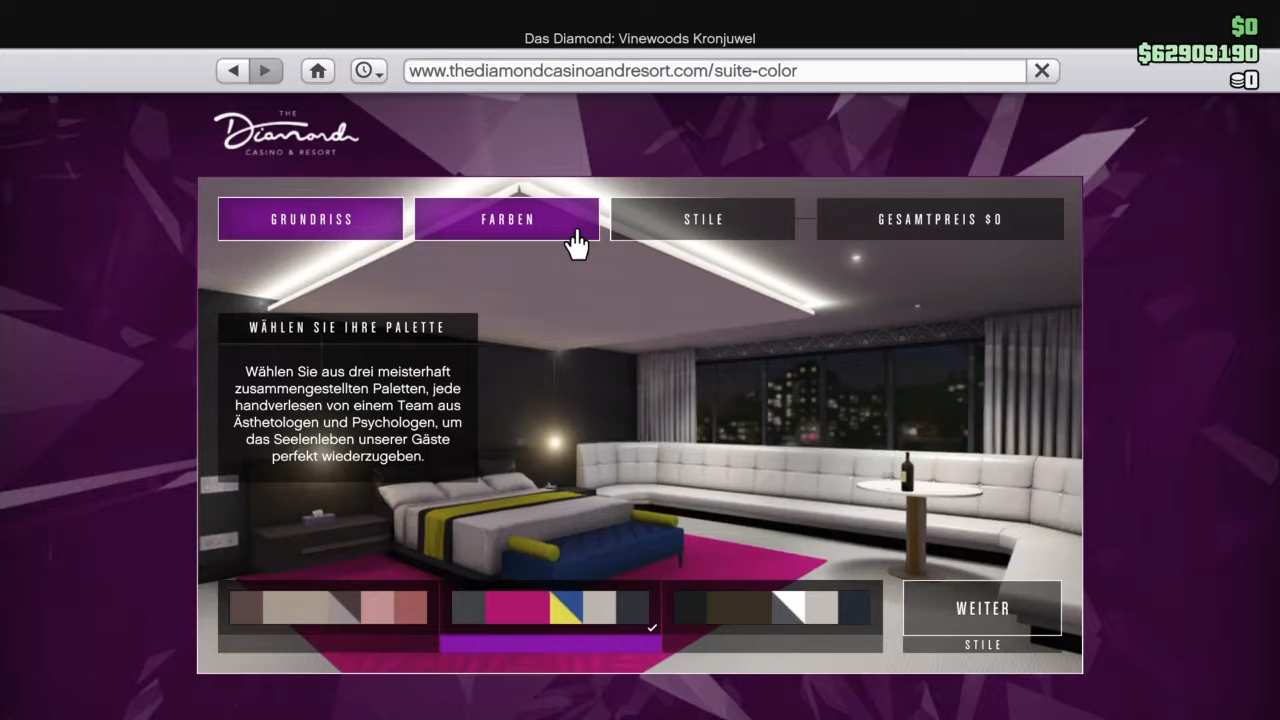 $0
Das Diamond: Vinewoods Kronjuwel
$62909190
www.thediamondcasinoandresort.com/suite-color
0
THE
Diamond
CASINO & RESORT
GRUNDRISS
FARBEN
STILE
GESAMTPREIS $0
WÄHLEN SIE IHRE PALETTE
Wählen Sie aus drei meisterhaft
zusammengestellten Paletten, jede
handverlesen von einem Team aus
Ästhetologen und Psychologen, um
das Seelenleben unserer Gäste
perfekt wiederzugeben.
WEITER
STILE